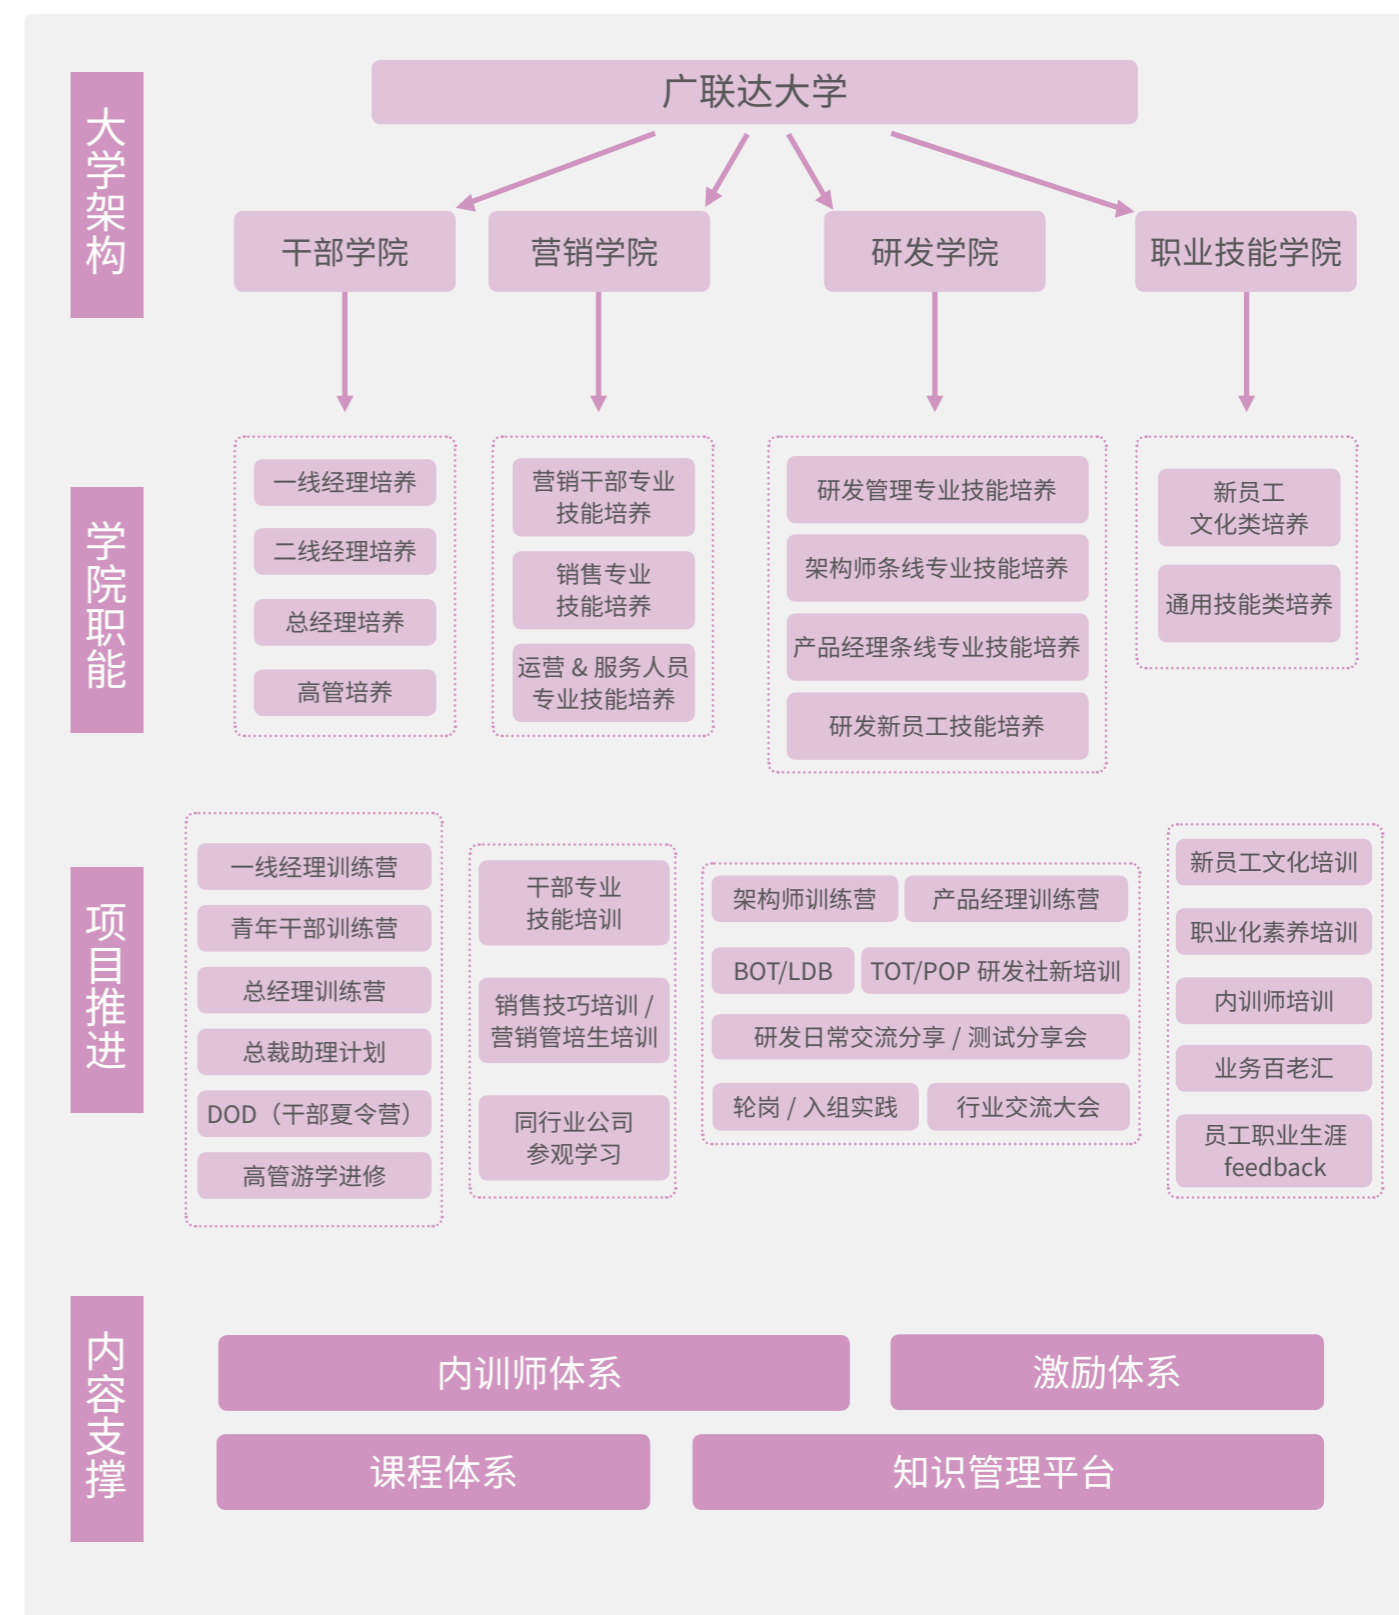 大学架构
广联达大学
干部学院
营销学院
研发学院
职业技能学院
学院职能
一线经理培养
二线经理培养
总经理培养
高管培养
营销干部专业
技能培养
销售专业
技能培养
运营 & 服务人员
专业技能培养
研发管理专业技能培养
架构师条线专业技能培养
产品经理条线专业技能培养
研发新员工技能培养
新员工
文化类培养
通用技能类培养
项目推进
一线经理训练营
青年干部训练营
总经理训练营
总裁助理计划
DOD（干部夏令营）
高管游学进修
干部专业
技能培训
销售技巧培训 /
营销管培生培训
同行业公司
参观学习
架构师训练营
产品经理训练营
BOT/LDB
TOT/POP 研发社新培训
研发日常交流分享 / 测试分享会
轮岗 / 入组实践
行业交流大会
新员工文化培训
职业化素养培训
内训师培训
业务百老汇
员工职业生涯
feedback
内容支撑
内训师体系
激励体系
课程体系
知识管理平台